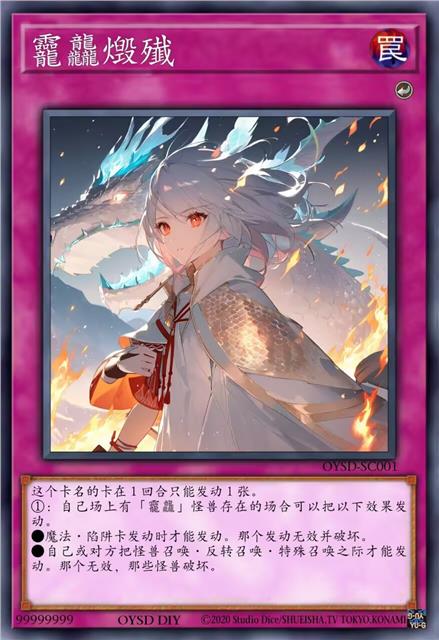 龗龘燬殲
罠
OYSD-SC001
这个卡名的卡在1回合只能发动1张。
①：自己场上有「龗龘」怪兽存在的场合可以把以下效果发
动。
●魔法·陷阱卡发动时才能发动。那个发动无效并破坏。
●自己或对方把怪兽召唤·反转召唤·特殊召唤之际才能发
动。那个无效，那些怪兽破坏。
99999999 OYSD DIY ©2020 Studio Dice/SHUEISHA,TV TOKYO,KONAMI